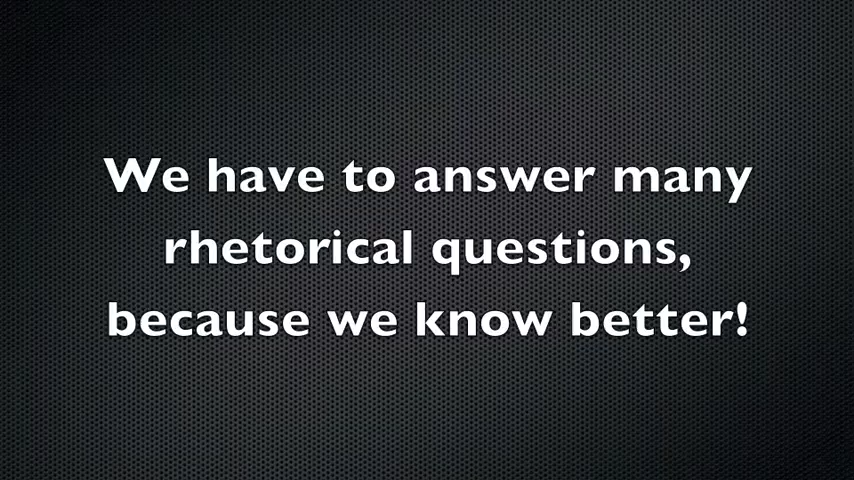 We have to answer many
rhetorical questions,
because we know better!